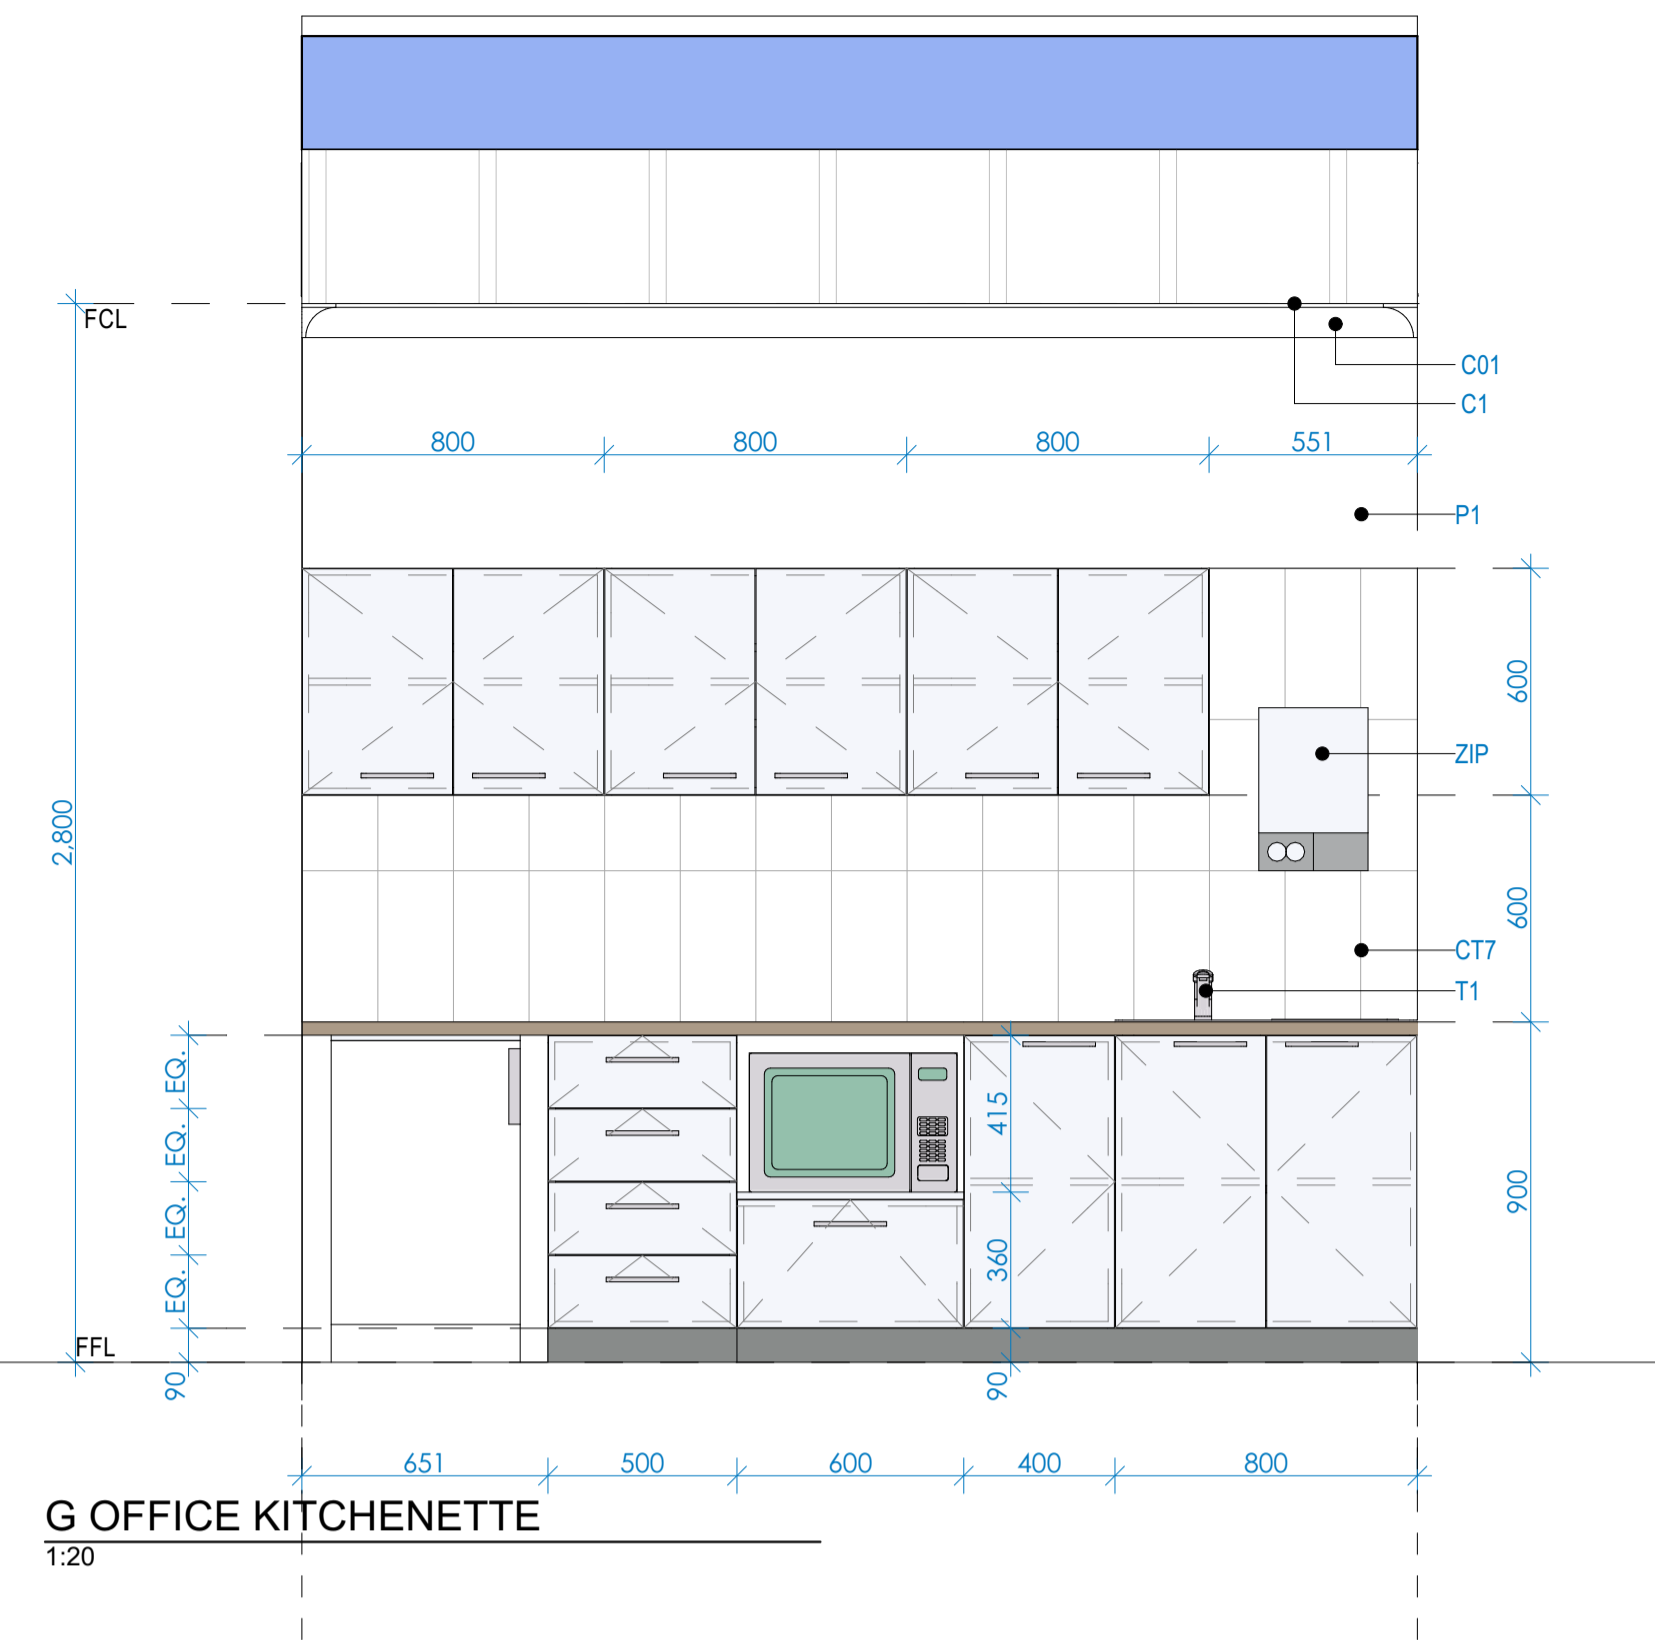 FCL
C01
C1
800 800 800 551
P1
600
ZIP
2,800
600
CT7
T1
EQ.
EQ.
EQ.
EQ.
415
360
900
FFL
90
90
651 500 600 400 800
G OFFICE KITCHENETTE
1:20